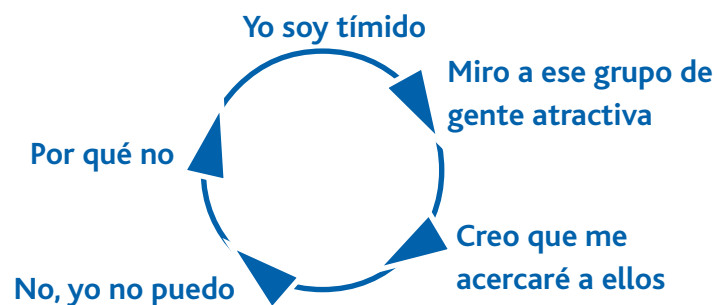 Yo soy tímido
Miro a ese grupo de
gente atractiva
Creo que me
acercaré a ellos
No, yo no puedo
Por qué no